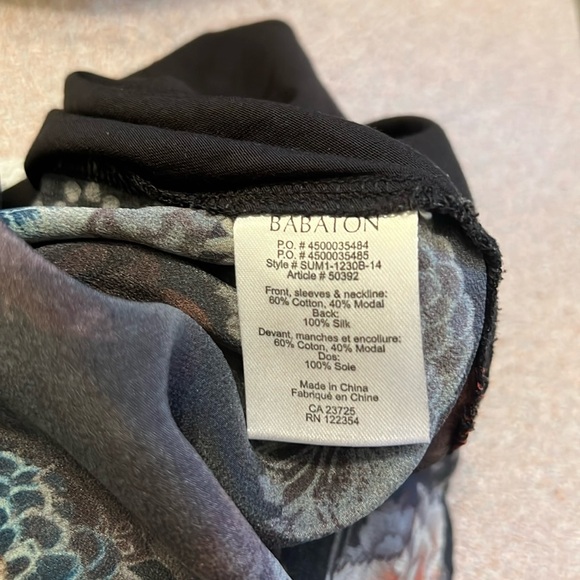 BABATON
P.O. # 4500035484
P.O. # 4500035485
Style # SUM1-1230B-14
Article # 50392
Front, sleeves & neckline:
60% Cotton, 40% Modal
Back:
100% Silk
Devant, manches et encolure:
60% Coton, 40% Modal
Dos:
100% Soie
Made in China
Fabriqué en Chine
CA 23725
RN 122354